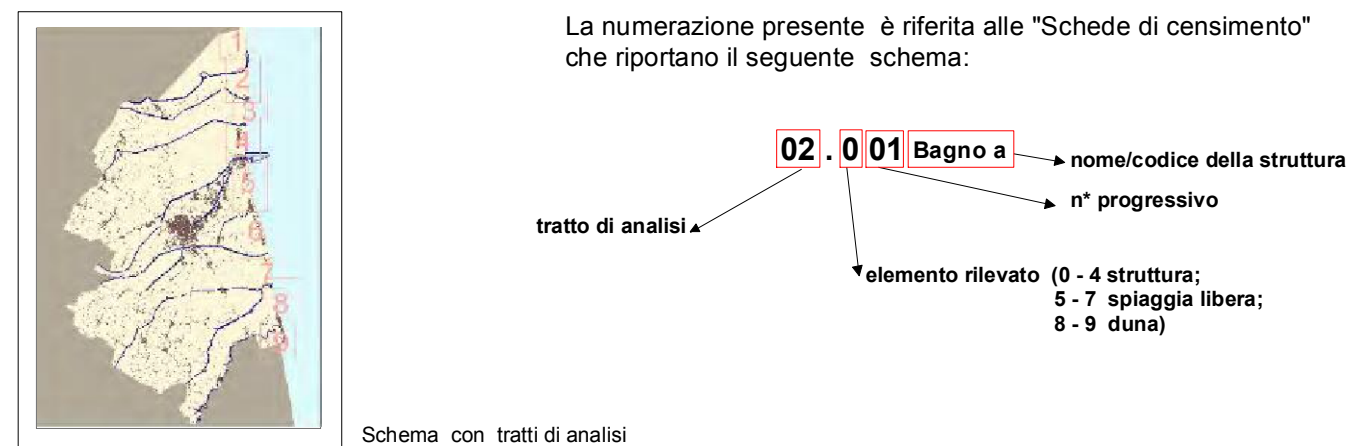 La numerazione presente è riferita alle "Schede di censimento"
che riportano il seguente schema:
02 . 0 01 Bagno a
nome/codice della struttura
n* progressivo
tratto di analisi
elemento rilevato (0 - 4 struttura;
5 - 7 spiaggia libera;
8 - 9 duna)
1
2
3
4
5
6
7
8
9
Schema con tratti di analisi